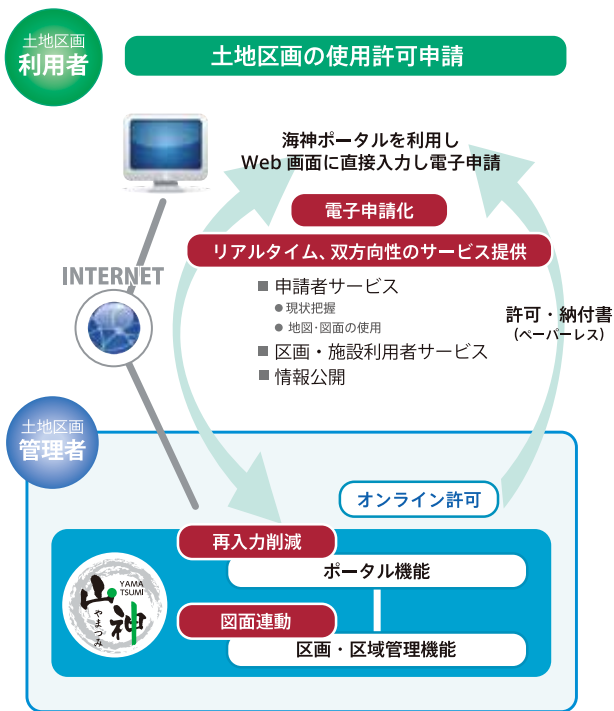 土地区画
利用者
土地区画の使用許可申請
海神ポータルを利用し
Web 画面に直接入力し電子申請
電子申請化
リアルタイム、双方向性のサービス提供
INTERNET
■ 申請者サービス
● 現状把握
● 地図・図面の使用
■ 区画・施設利用者サービス
■ 情報公開
許可・納付書
(ペーパーレス)
土地区画
管理者
オンライン許可
再入力削減
ポータル機能
山神
やまつみ
YAMA
TSUMI
図面連動
区画・区域管理機能